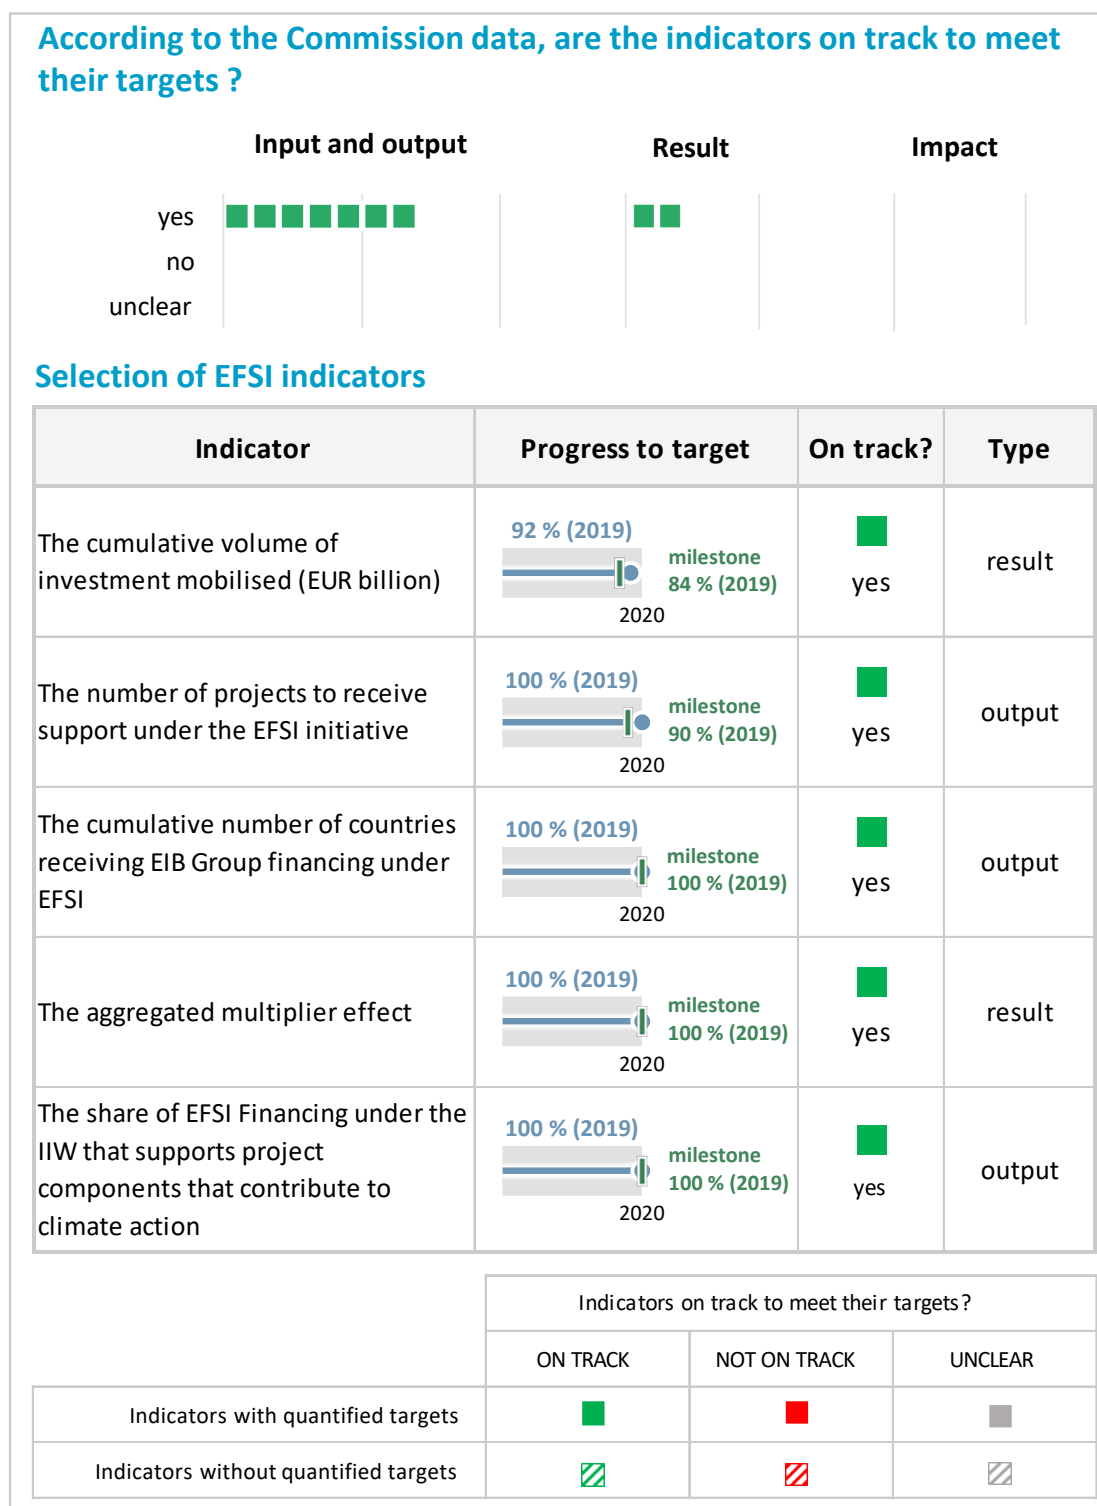 According to the Commission data, are the indicators on track to meet
their targets ?
Input and output
Result
Impact
yes
no
unclear
Selection of EFSI indicators
Indicator
Progress to target
On track?
Type
The cumulative volume of
investment mobilised (EUR billion)
92 % (2019)
milestone
84 % (2019)
2020
yes
result
The number of projects to receive
support under the EFSI initiative
100 % (2019)
milestone
90 % (2019)
2020
yes
output
The cumulative number of countries
receiving EIB Group financing under
EFSI
100 % (2019)
milestone
100 % (2019)
2020
yes
output
The aggregated multiplier effect
100 % (2019)
milestone
100 % (2019)
2020
yes
result
The share of EFSI Financing under the
IIW that supports project
components that contribute to
climate action
100 % (2019)
milestone
100 % (2019)
2020
yes
output
Indicators on track to meet their targets?
ON TRACK
NOT ON TRACK
UNCLEAR
Indicators with quantified targets
Indicators without quantified targets